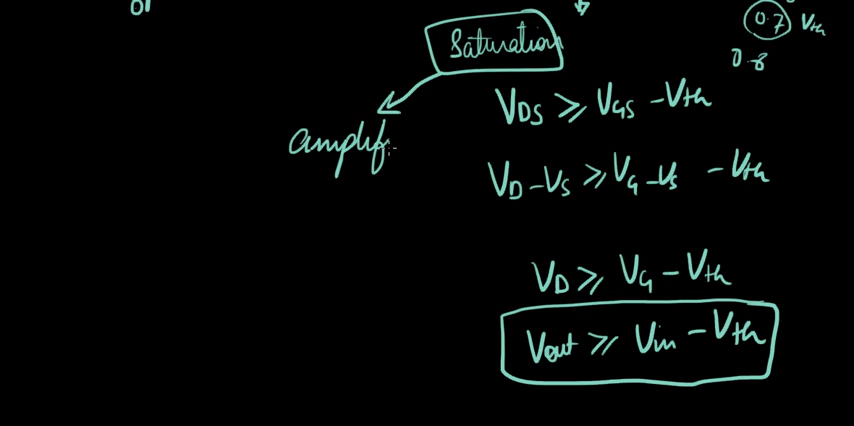 0.7 Vth
Saturation
0.8
VDS ≥ VGS - Vth
amplif
VD - VS ≥ VG - VS - Vth
VD ≥ VG - Vth
Vout ≥ Vin - Vth